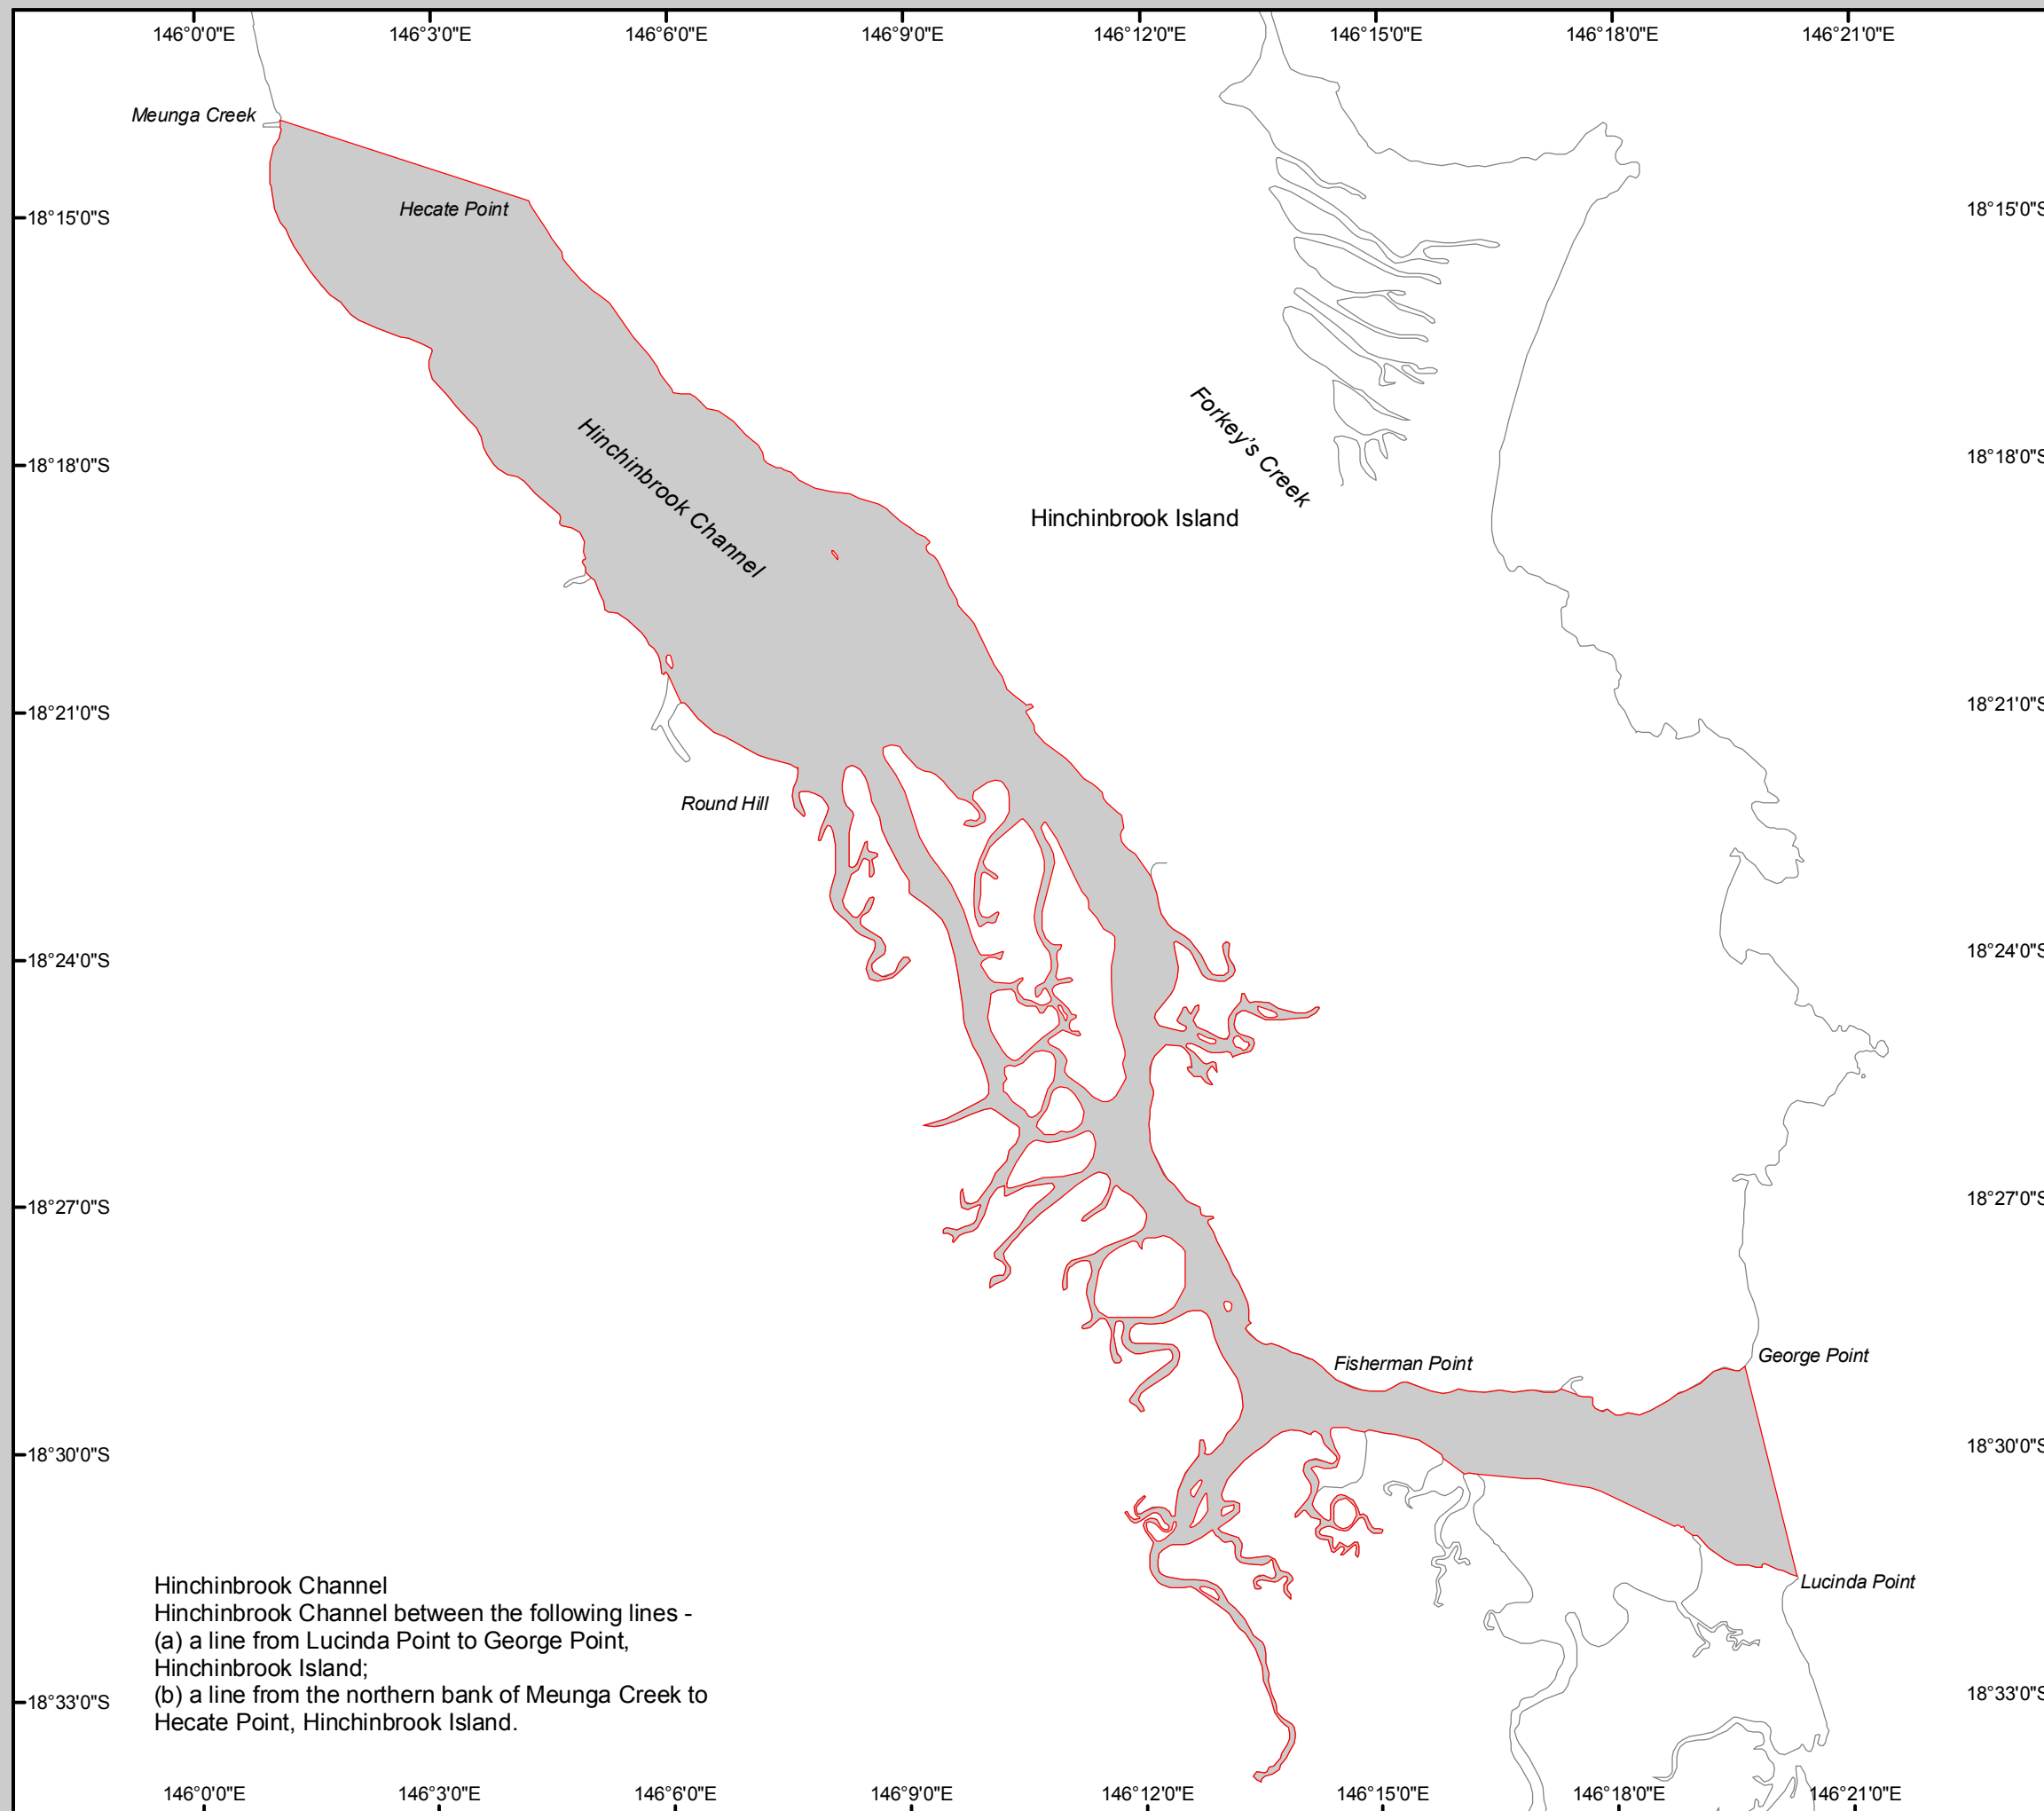 146°0'0"E 146°3'0"E 146°6'0"E 146°9'0"E 146°12'0"E 146°15'0"E 146°18'0"E 146°21'0"E
Meunga Creek
Hecate Point
18°15'0"S 18°15'0"S
Forkey's Creek
Hinchinbrook Channel
18°18'0"S 18°18'0"S
Hinchinbrook Island
18°21'0"S 18°21'0"S
Round Hill
18°24'0"S 18°24'0"S
18°27'0"S 18°27'0"S
George Point
Fisherman Point
18°30'0"S 18°30'0"S
Lucinda Point
Hinchinbrook Channel
Hinchinbrook Channel between the following lines -
(a) a line from Lucinda Point to George Point,
Hinchinbrook Island;
(b) a line from the northern bank of Meunga Creek to
Hecate Point, Hinchinbrook Island.
18°33'0"S 18°33'0"S
146°0'0"E 146°3'0"E 146°6'0"E 146°9'0"E 146°12'0"E 146°15'0"E 146°18'0"E 146°21'0"E